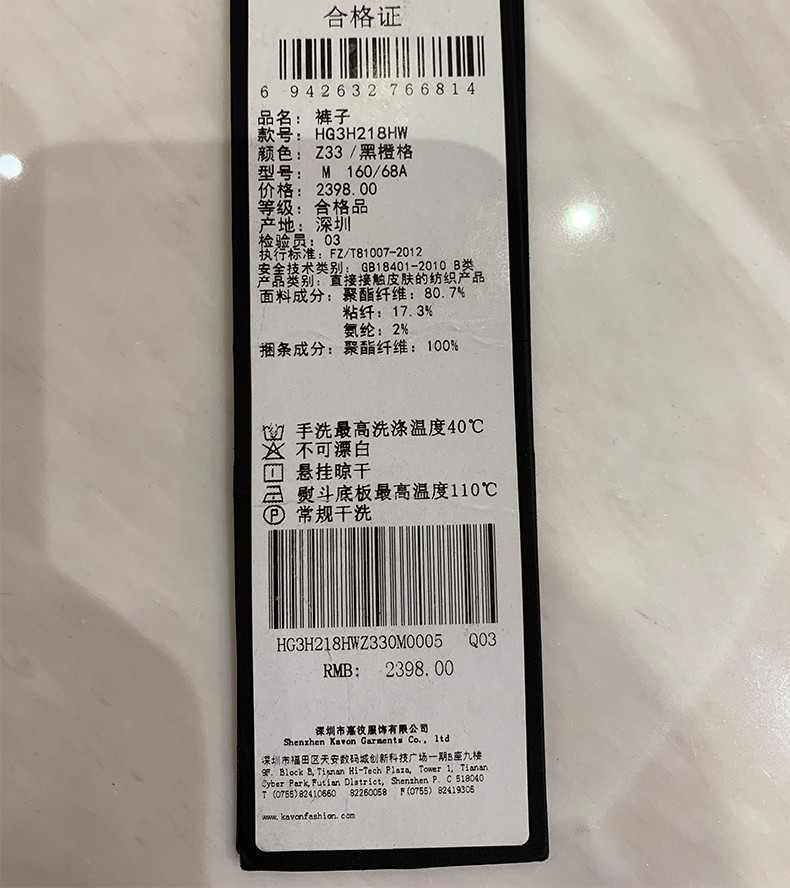 合格证
6 942632 766814
品名: 裤子
款号: HG3H218HW
颜色: Z33 /黑橙格
型号: M 160/68A
价格: 2398.00
等级: 合格品
产地: 深圳
检验员: 03
执行标准: FZ/T81007-2012
安全技术类别: GB18401-2010 B类
产品类别: 直接接触皮肤的纺织产品
面料成分: 聚酯纤维: 80.7%
粘纤: 17.3%
氨纶: 2%
捆条成分: 聚酯纤维: 100%
手洗最高洗涤温度40℃
不可漂白
悬挂晾干
熨斗底板最高温度110℃
P 常规干洗
HG3H218HWZ330M0005 Q03
RMB: 2398.00
深圳市嘉汶服饰有限公司
Shenzhen Kavon Garments Co., ltd
深圳市福田区天安数码城创新科技广场一期B座九楼
9F. Block B, Tianan Hi-Tech Plaza, Tower 1, Tianan
Cyber Park, Futian District, Shenzhen P. C 518040
T (0755)82410660 82260058 F(0755) 82419305
www.kavonfashion.com